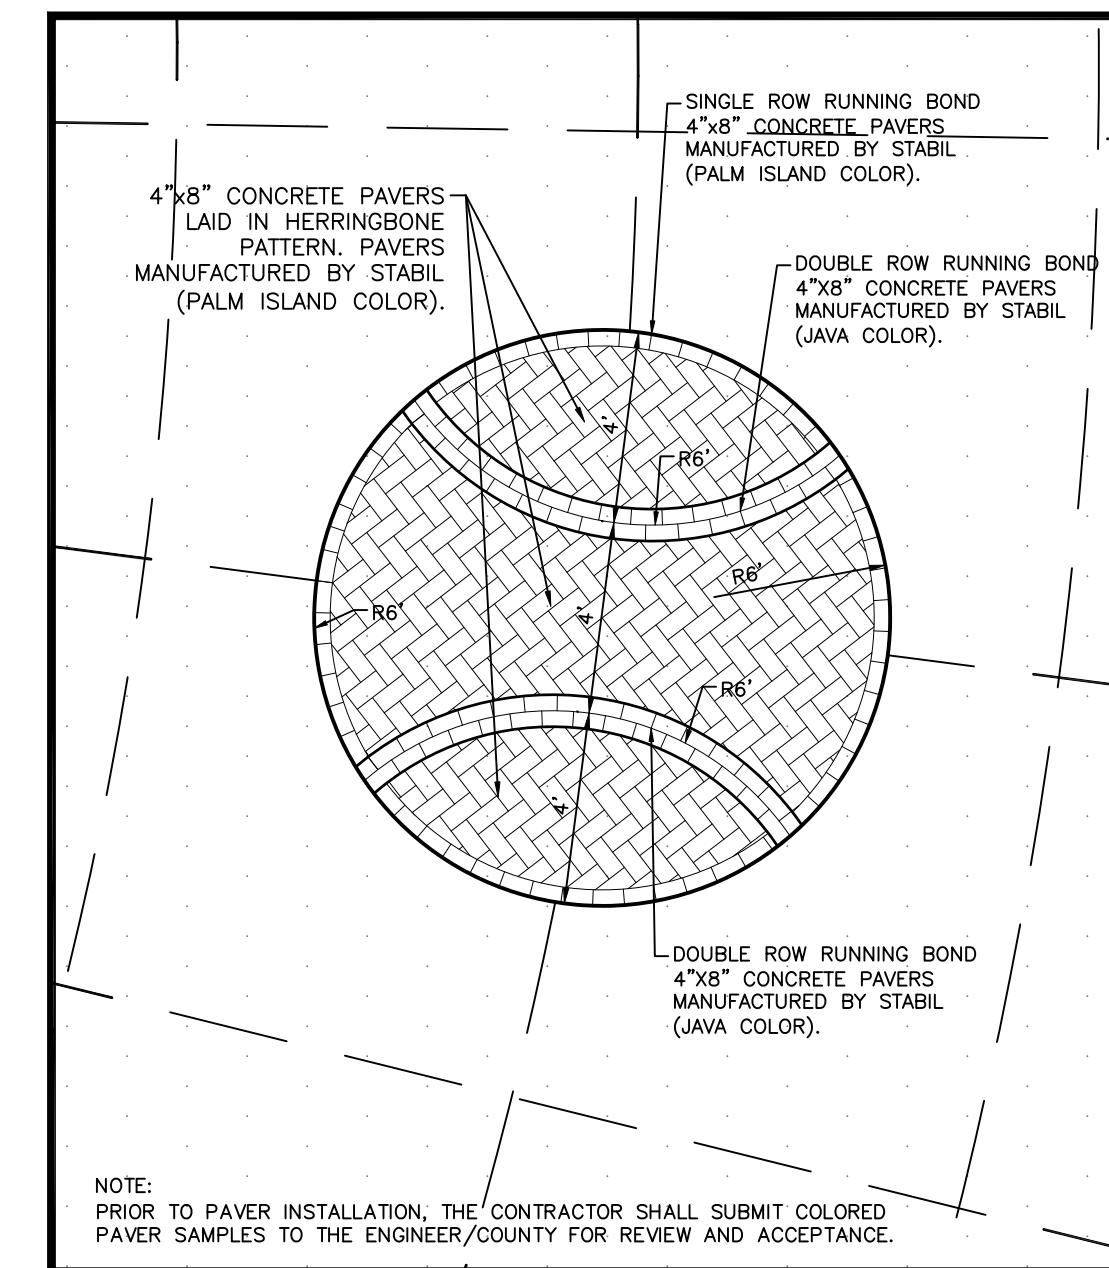 SINGLE ROW RUNNING BOND
4"x8" CONCRETE PAVERS
MANUFACTURED BY STABIL
(PALM ISLAND COLOR).
4"x8" CONCRETE PAVERS
LAID IN HERRINGBONE
PATTERN. PAVERS
MANUFACTURED BY STABIL
(PALM ISLAND COLOR).
DOUBLE ROW RUNNING BOND
4"X8" CONCRETE PAVERS
MANUFACTURED BY STABIL
(JAVA COLOR).
4'
R6'
R6'
R6'
4'
R6'
4'
DOUBLE ROW RUNNING BOND
4"X8" CONCRETE PAVERS
MANUFACTURED BY STABIL
(JAVA COLOR).
NOTE:
PRIOR TO PAVER INSTALLATION, THE CONTRACTOR SHALL SUBMIT COLORED
PAVER SAMPLES TO THE ENGINEER/COUNTY FOR REVIEW AND ACCEPTANCE.